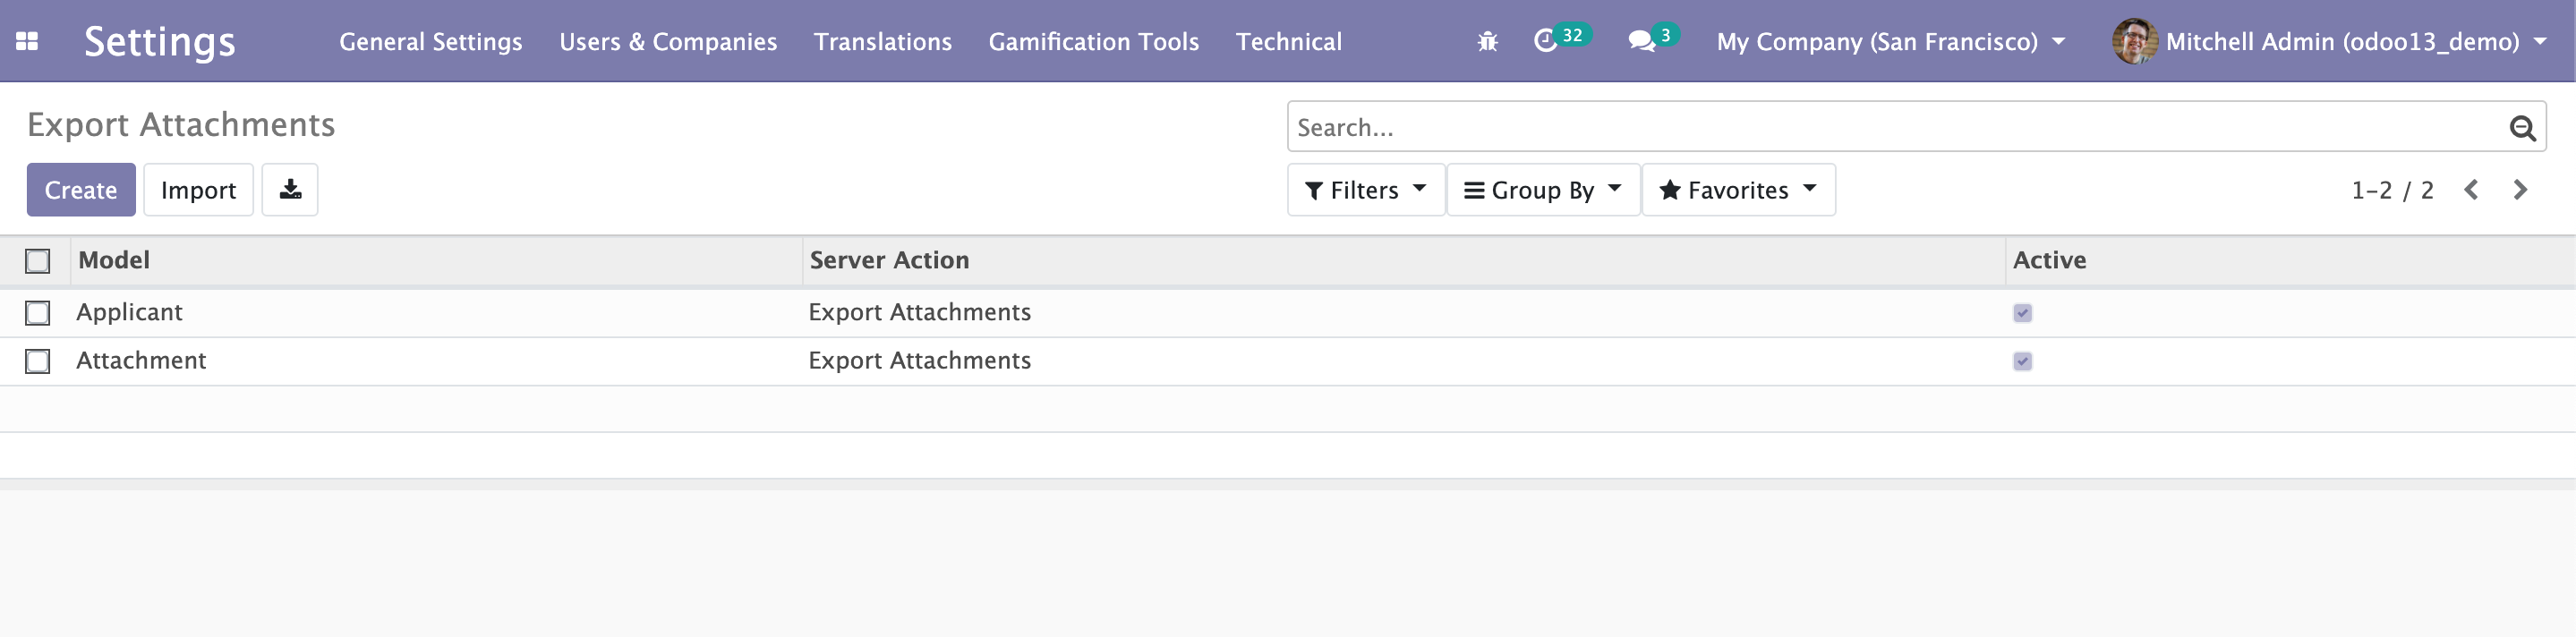 Settings General Settings Users & Companies Translations Gamification Tools Technical 32 3 My Company (San Francisco) Mitchell Admin (odoo13_demo)
Export Attachments
Search...
Create Import Filters Group By Favorites 1-2 / 2
Model Server Action Active
Applicant Export Attachments
Attachment Export Attachments